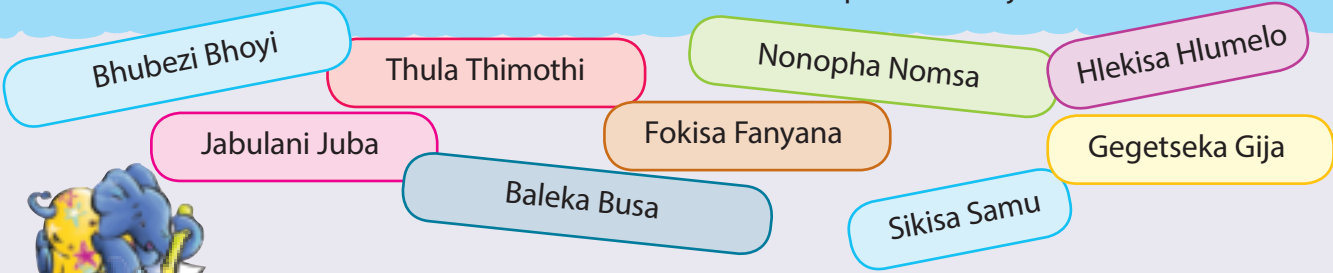 Bhubezi Bhoyi
Thula Thimothi
Nonopha Nomsa
Hlekisa Hlumelo
Jabulani Juba
Fokisa Fanyana
Gegetseka Gija
Baleka Busa
Sikisa Samu